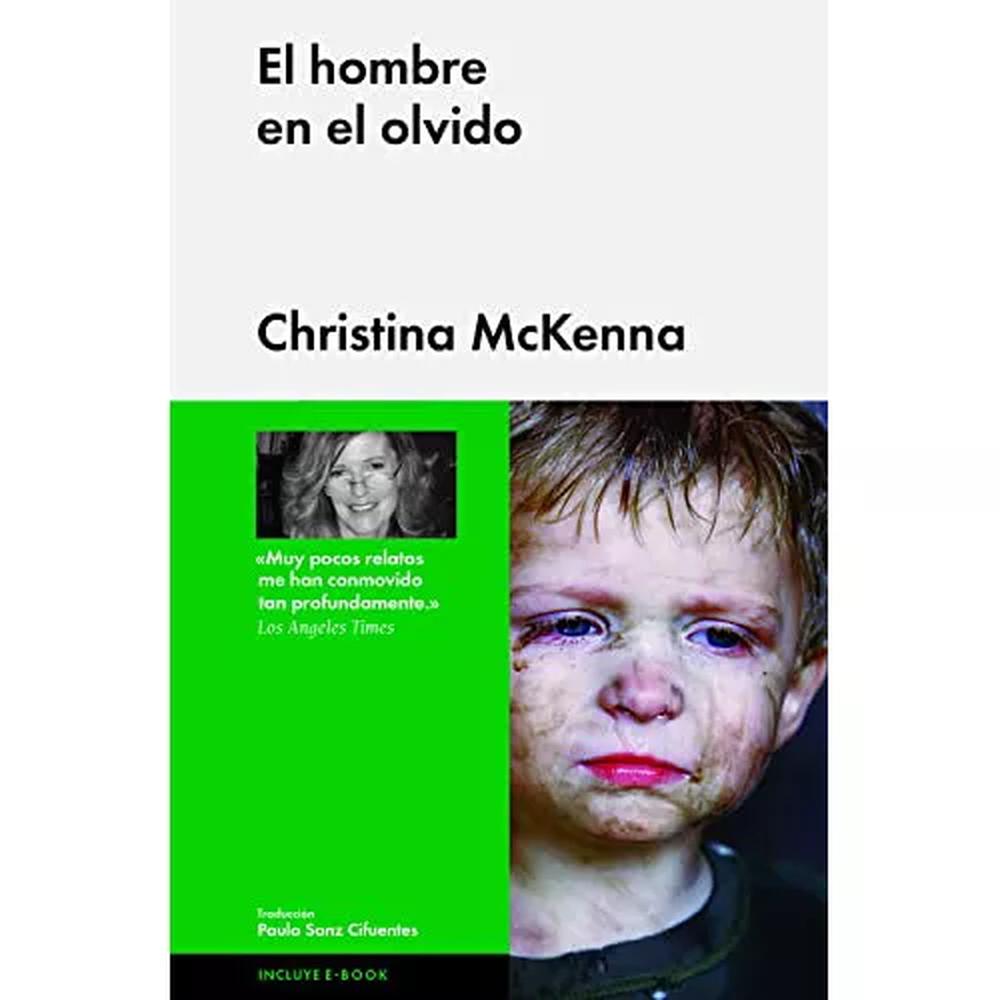 El hombre
en el olvido
Christina McKenna
«Muy pocos relatos
me han conmovido
tan profundamente.»
Los Angeles Times
Traducción
Paula Sanz Cifuentes
INCLUYE E-BOOK